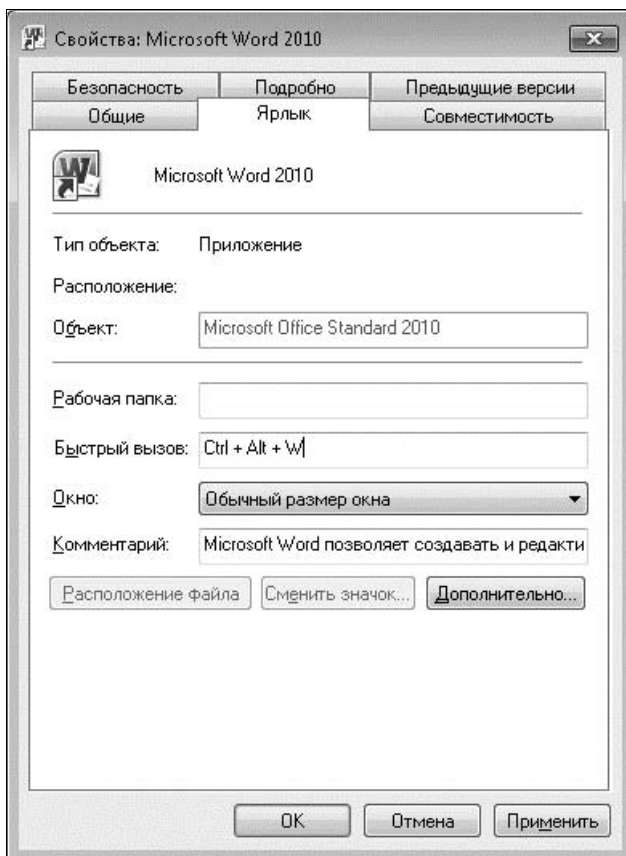 Свойства: Microsoft Word 2010
Безопасность Подробно Предыдущие версии
Общие Ярлык Совместимость
Microsoft Word 2010
Тип объекта: Приложение
Расположение:
Объект: Microsoft Office Standard 2010
Рабочая папка:
Быстрый вызов: Ctrl + Alt + W
Окно: Обычный размер окна
Комментарий: Microsoft Word позволяет создавать и редакти
Расположение файла Сменить значок... Дополнительно...
OK Отмена Применить